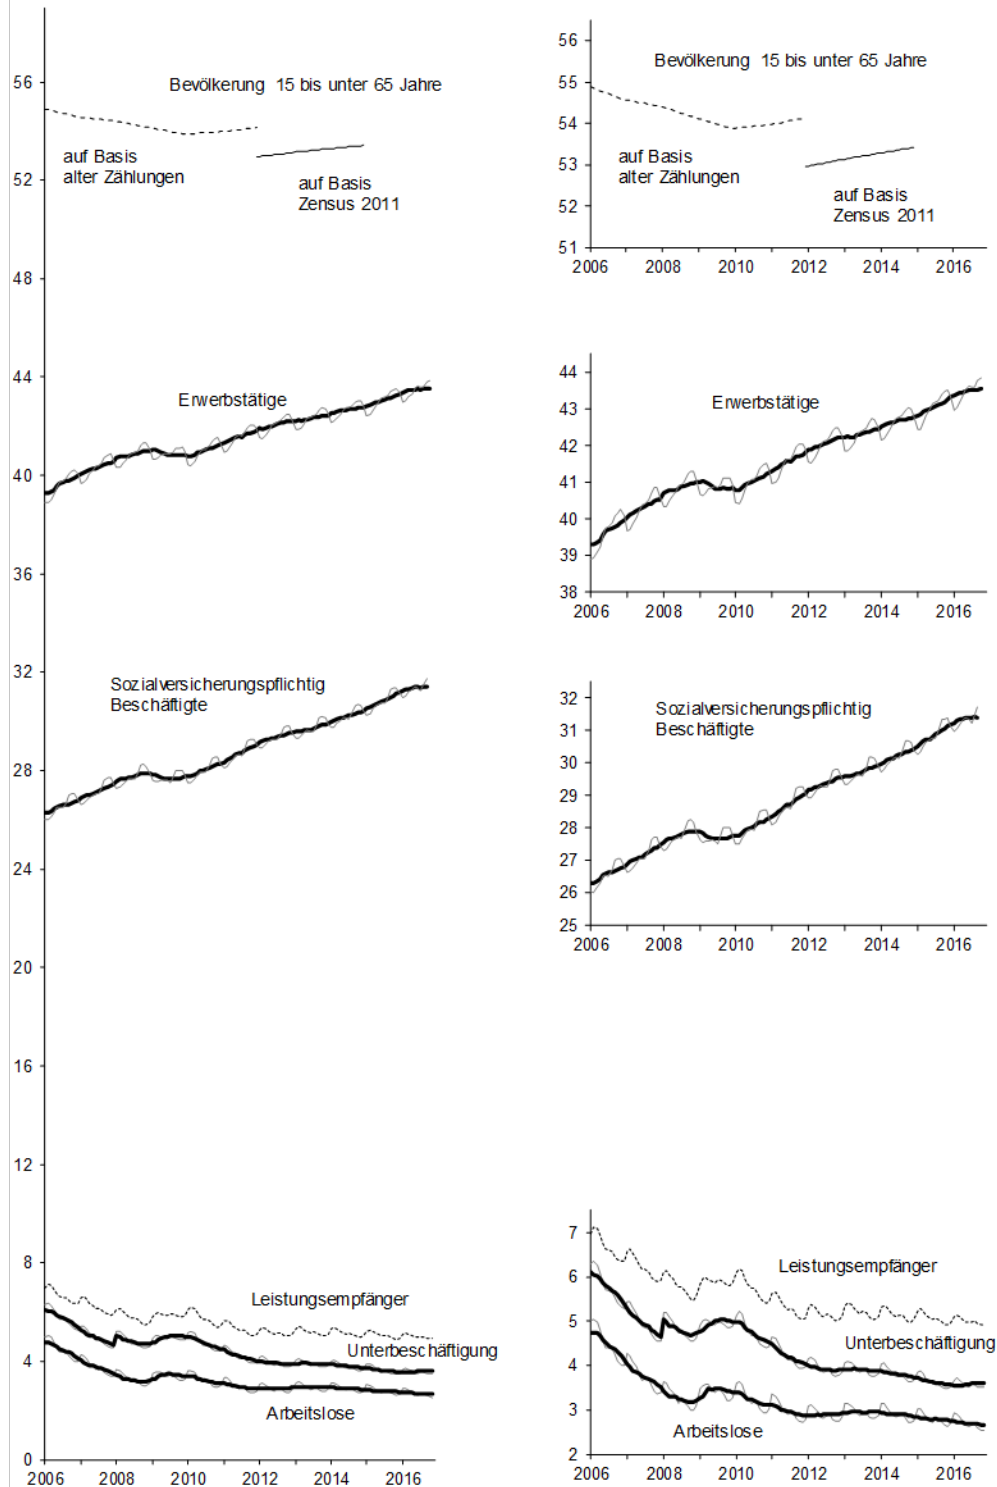 56
52
48
44
40
36
32
28
24
20
16
12
8
4
0
2006 2008 2010 2012 2014 2016
Bevölkerung 15 bis unter 65 Jahre
auf Basis
alter Zählungen
auf Basis
Zensus 2011
Erwerbstätige
Sozialversicherungspflichtig
Beschäftigte
Leistungsempfänger
Unterbeschäftigung
Arbeitslose
56
55
54
53
52
51
2006 2008 2010 2012 2014 2016
Bevölkerung 15 bis unter 65 Jahre
auf Basis
alter Zählungen
auf Basis
Zensus 2011
44
43
42
41
40
39
38
2006 2008 2010 2012 2014 2016
Erwerbstätige
32
31
30
29
28
27
26
25
2006 2008 2010 2012 2014 2016
Sozialversicherungspflichtig
Beschäftigte
7
6
5
4
3
2
2006 2008 2010 2012 2014 2016
Leistungsempfänger
Unterbeschäftigung
Arbeitslose